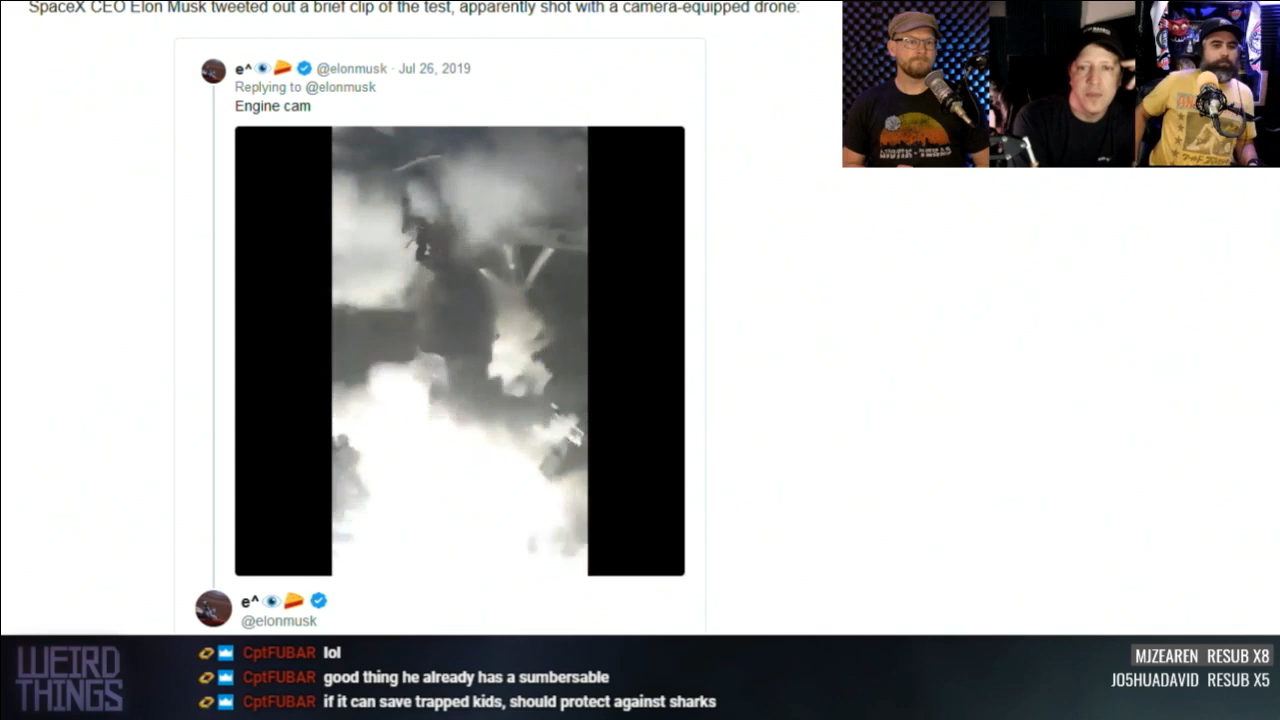 SpaceX CEO Elon Musk tweeted out a brief clip of the test, apparently shot with a camera-equipped drone:
e^👁️🧀 @elonmusk · Jul 26, 2019
Replying to @elonmusk
Engine cam
e^👁️🧀
@elonmusk
WEIRD
THINGS
CptFUBAR lol
CptFUBAR good thing he already has a sumbersable
CptFUBAR if it can save trapped kids, should protect against sharks
MJZEAREN RESUB X8
JO5HUADAVID RESUB X5